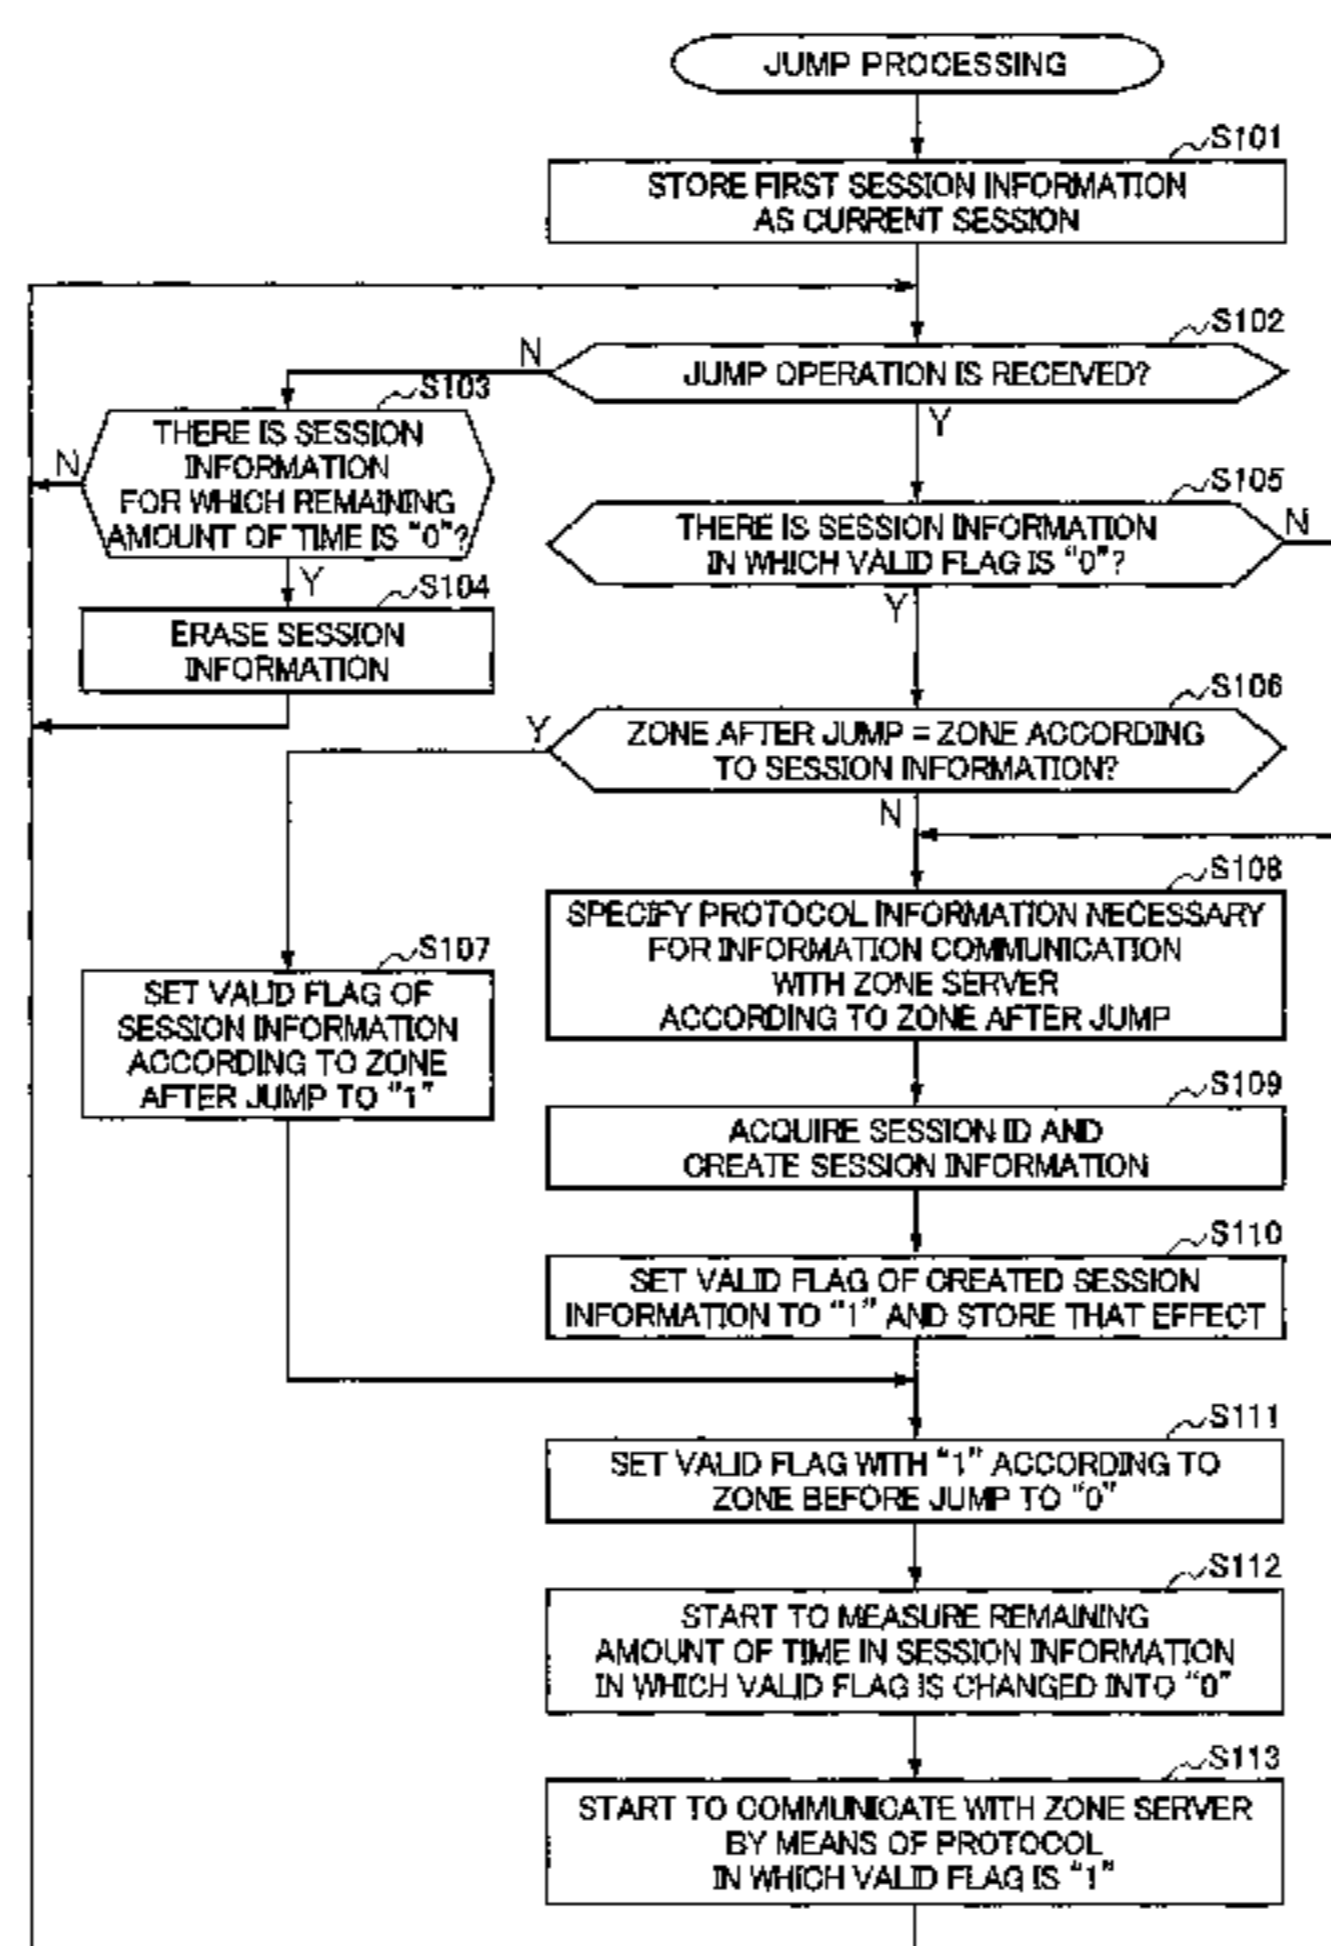 JUMP PROCESSING
S101
STORE FIRST SESSION INFORMATION
AS CURRENT SESSION
S102
N
JUMP OPERATION IS RECEIVED?
Y
S103
N
THERE IS SESSION
INFORMATION
FOR WHICH REMAINING
AMOUNT OF TIME IS “0”?
Y
S104
ERASE SESSION
INFORMATION
S105
THERE IS SESSION INFORMATION
IN WHICH VALID FLAG IS “0”?
N
Y
S106
Y
ZONE AFTER JUMP = ZONE ACCORDING
TO SESSION INFORMATION?
N
S107
SET VALID FLAG OF
SESSION INFORMATION
ACCORDING TO ZONE
AFTER JUMP TO “1”
S108
SPECIFY PROTOCOL INFORMATION NECESSARY
FOR INFORMATION COMMUNICATION
WITH ZONE SERVER
ACCORDING TO ZONE AFTER JUMP
S109
ACQUIRE SESSION ID AND
CREATE SESSION INFORMATION
S110
SET VALID FLAG OF CREATED SESSION
INFORMATION TO “1” AND STORE THAT EFFECT
S111
SET VALID FLAG WITH “1” ACCORDING TO
ZONE BEFORE JUMP TO “0”
S112
START TO MEASURE REMAINING
AMOUNT OF TIME IN SESSION INFORMATION
IN WHICH VALID FLAG IS CHANGED INTO “0”
S113
START TO COMMUNICATE WITH ZONE SERVER
BY MEANS OF PROTOCOL
IN WHICH VALID FLAG IS “1”